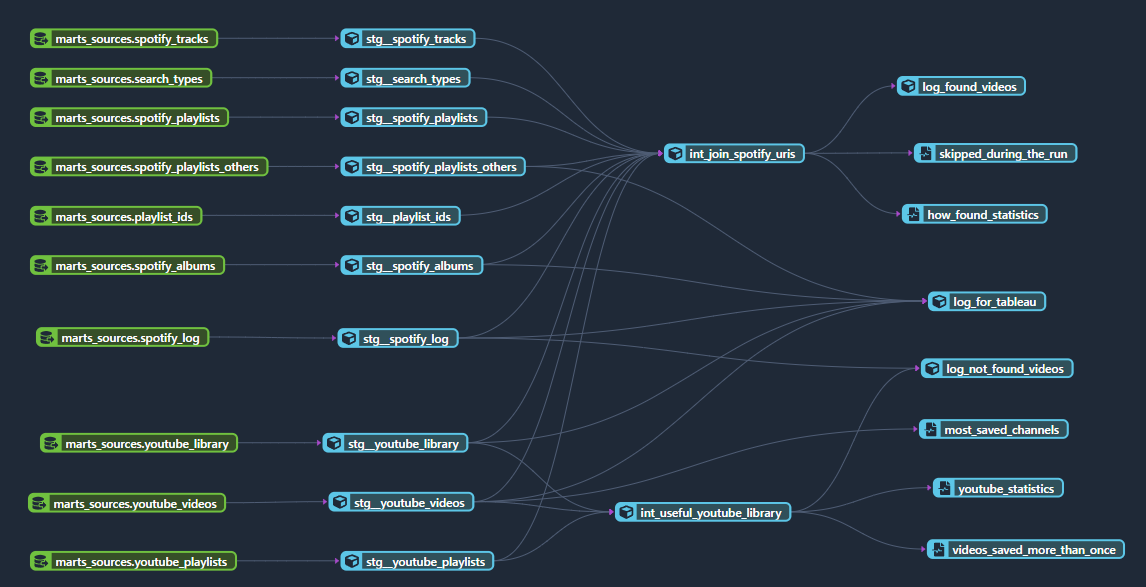 marts_sources.spotify_tracks
stg__spotify_tracks
marts_sources.search_types
stg__search_types
log_found_videos
marts_sources.spotify_playlists
stg__spotify_playlists
int_join_spotify_uris
skipped_during_the_run
marts_sources.spotify_playlists_others
stg__spotify_playlists_others
marts_sources.playlist_ids
stg__playlist_ids
how_found_statistics
marts_sources.spotify_albums
stg__spotify_albums
log_for_tableau
marts_sources.spotify_log
stg__spotify_log
log_not_found_videos
most_saved_channels
marts_sources.youtube_library
stg__youtube_library
youtube_statistics
marts_sources.youtube_videos
stg__youtube_videos
int_useful_youtube_library
videos_saved_more_than_once
marts_sources.youtube_playlists
stg__youtube_playlists